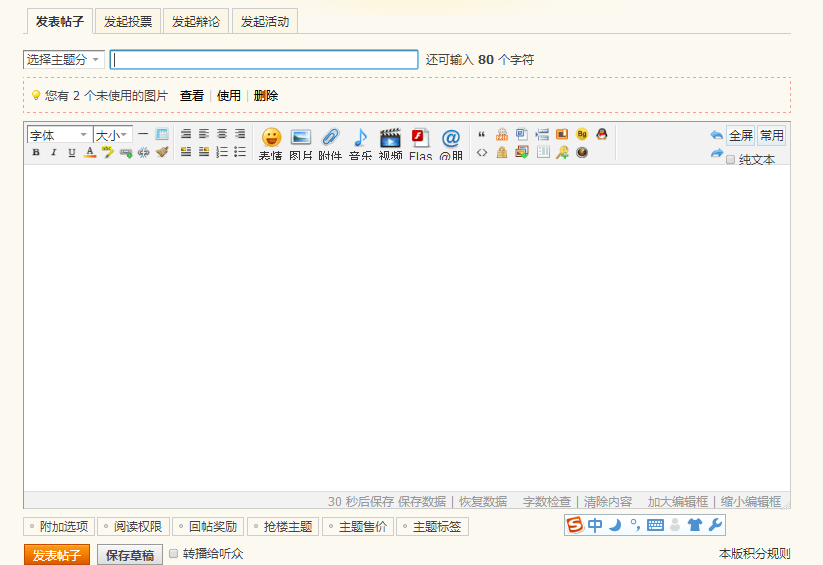 发表帖子 发起投票 发起辩论 发起活动
选择主题分 还可输入 80 个字符
您有 2 个未使用的图片 查看 | 使用 | 删除
字体 大小 全屏 常用
B I U A 表情 图片 附件 音乐 视频 Flas @朋 纯文本
30 秒后保存 保存数据 | 恢复数据 字数检查 | 清除内容 加大编辑框 | 缩小编辑框
附加选项 阅读权限 回帖奖励 抢楼主题 主题售价 主题标签 中
发表帖子 保存草稿 转播给听众 本版积分规则